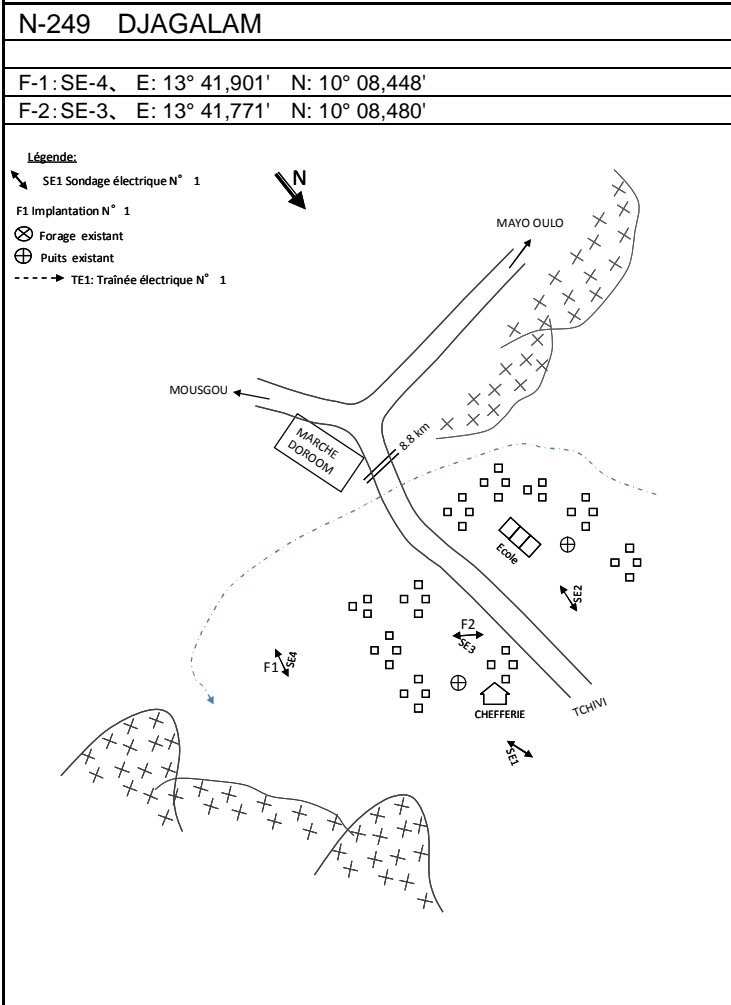 N-249 DJAGALAM
F-1:SE-4、 E: 13° 41,901' N: 10° 08,448'
F-2:SE-3、 E: 13° 41,771' N: 10° 08,480'
Légende:
SE1 Sondage électrique N° 1
F1 Implantation N° 1
Forage existant
Puits existant
TE1: Traînée électrique N° 1
N
MAYO OULO
MOUSGOU
MARCHE
DOROOM
8.8 km
Ecole
SE2
F2
SE3
F1
SE4
CHEFFERIE
TCHIVI
SE1